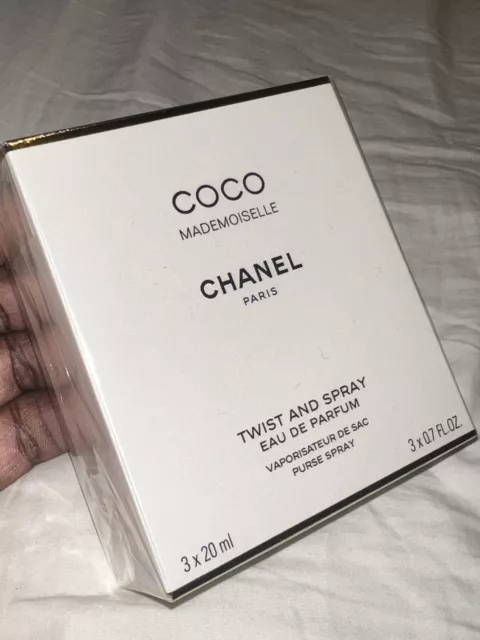 COCO
MADEMOISELLE
CHANEL
PARIS
TWIST AND SPRAY
EAU DE PARFUM
VAPORISATEUR DE SAC
PURSE SPRAY
3 x 20 ml
3 x 0.7 FL.OZ.